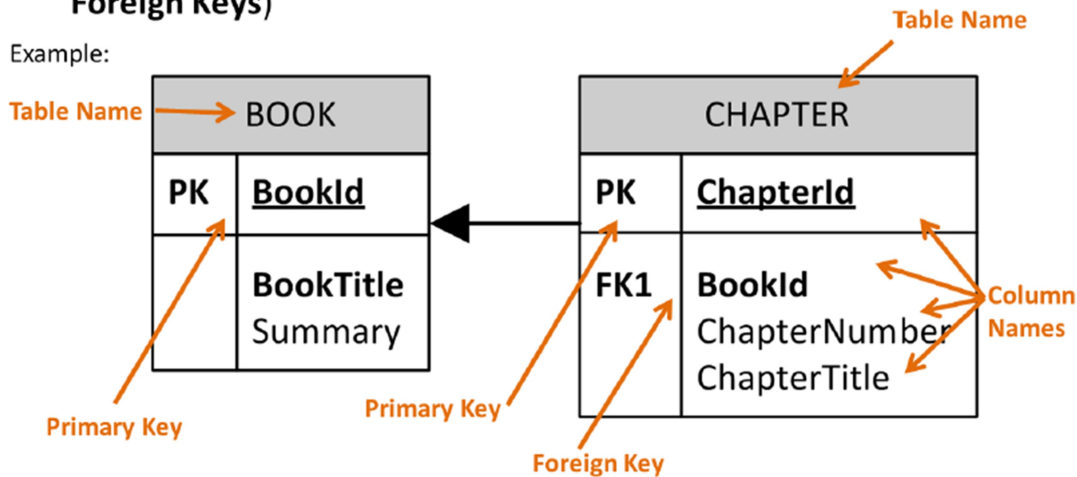 Foreign Keys)
Example:
Table Name
Table Name
BOOK
CHAPTER
PK BookId
PK ChapterId
BookTitle
Summary
FK1 BookId
ChapterNumber
ChapterTitle
Column
Names
Primary Key
Primary Key
Foreign Key